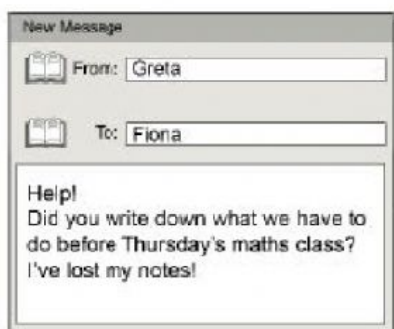 New Message
From: Greta
To: Fiona
Help!
Did you write down what we have to
do before Thursday's maths class?
I've lost my notes!